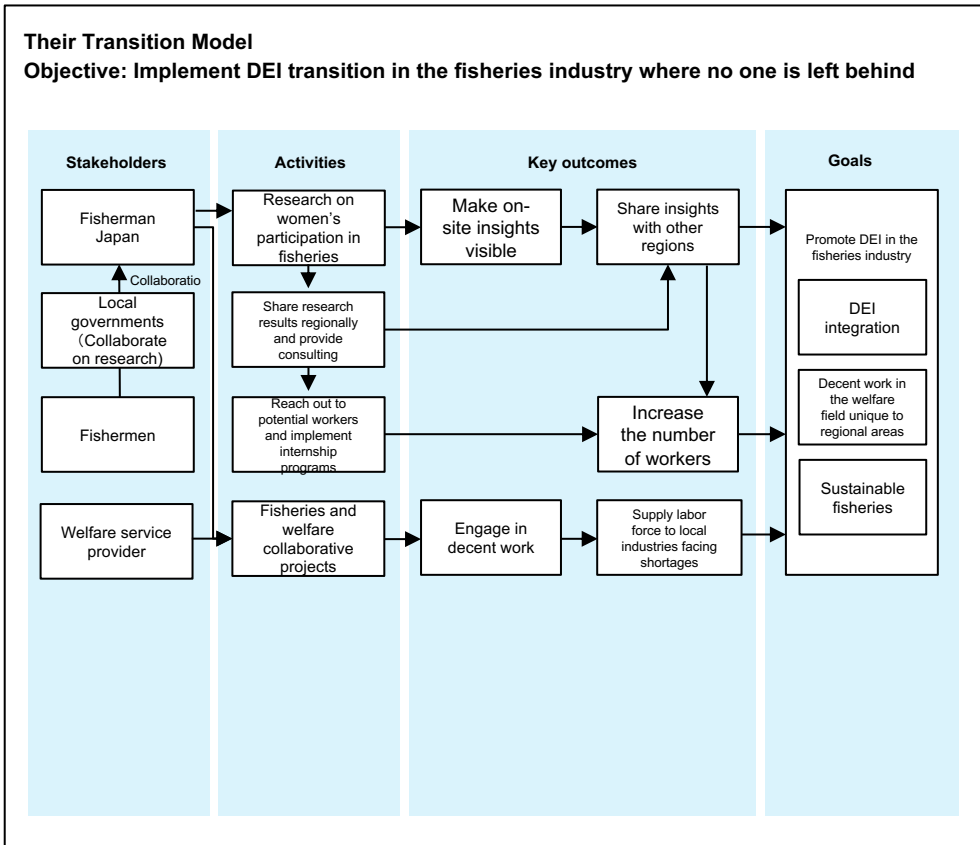 Their Transition Model
Objective: Implement DEI transition in the fisheries industry where no one is left behind
Stakeholders
Fisherman
Japan
Collaboratio
Local
governments
（Collaborate
on research)
Fishermen
Welfare service
provider
Activities
Research on
women’s
participation in
fisheries
Share research
results regionally
and provide
consulting
Reach out to
potential workers
and implement
internship
programs
Fisheries and
welfare
collaborative
projects
Key outcomes
Make on-
site insights
visible
Share insights
with other
regions
Increase
the number
of workers
Engage in
decent work
Supply labor
force to local
industries facing
shortages
Goals
Promote DEI in the
fisheries industry
DEI
integration
Decent work in
the welfare
field unique to
regional areas
Sustainable
fisheries